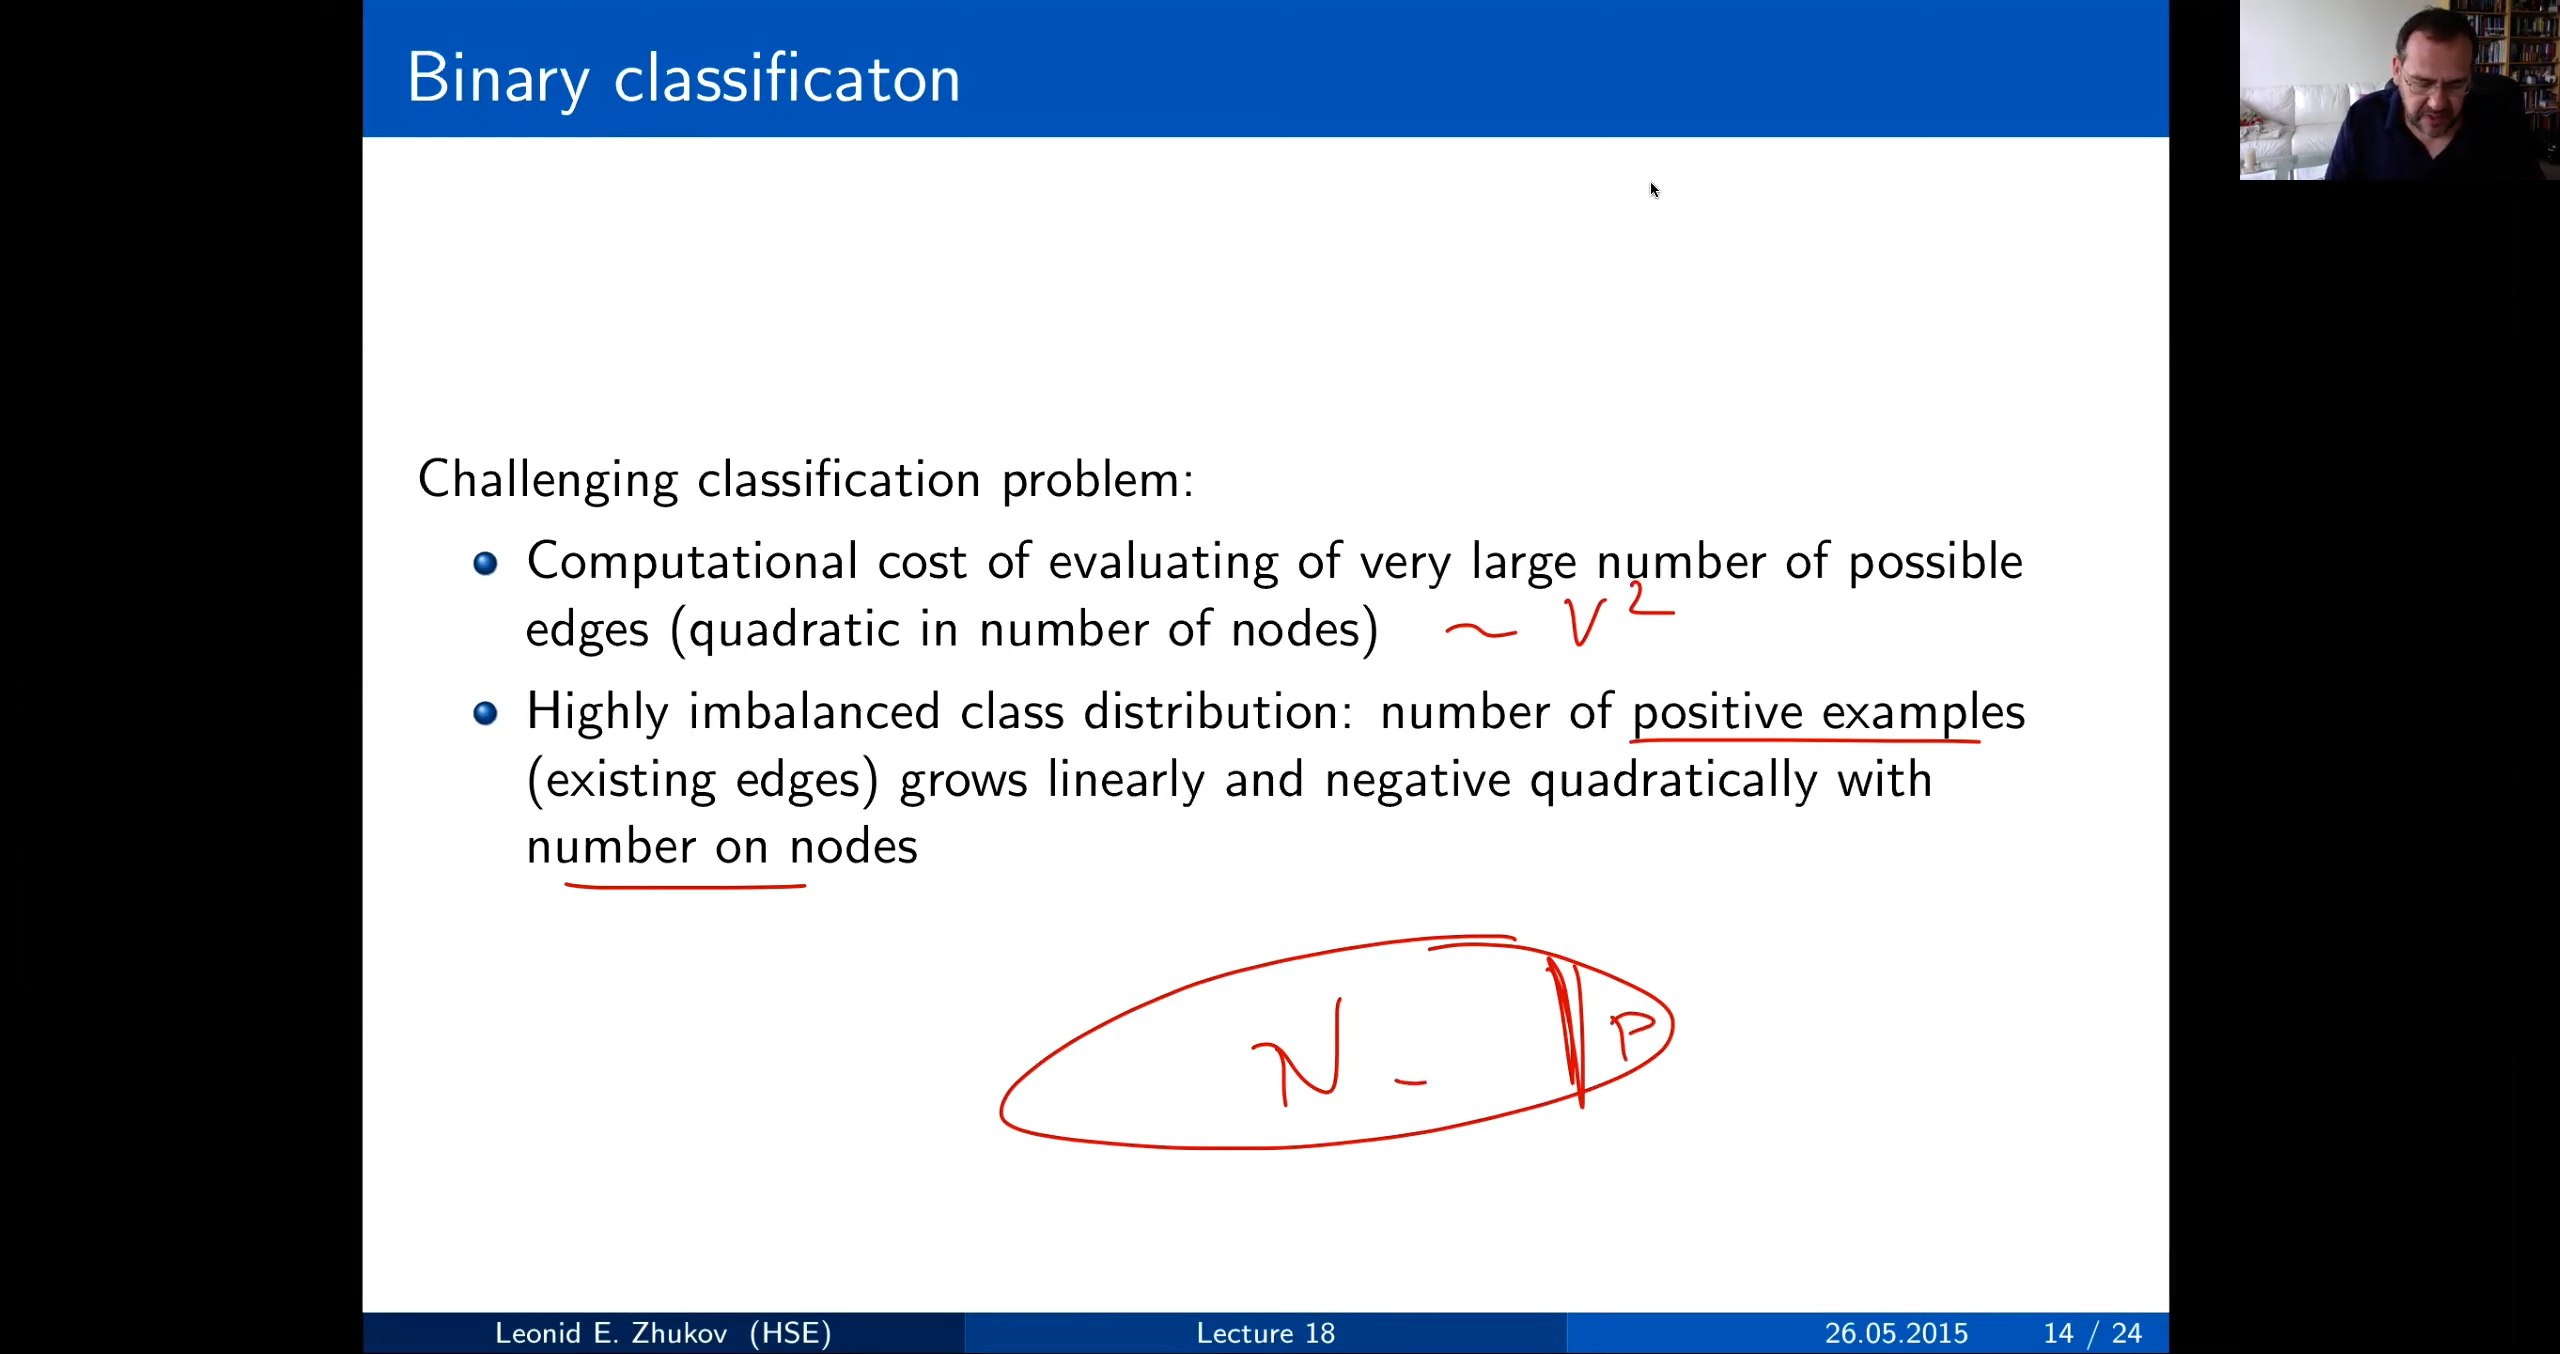 Binary classificaton
Challenging classification problem:
Computational cost of evaluating of very large number of possible
edges (quadratic in number of nodes) ~ V²
Highly imbalanced class distribution: number of positive examples
(existing edges) grows linearly and negative quadratically with
number on nodes
N - P
Leonid E. Zhukov (HSE) Lecture 18 26.05.2015 14 / 24